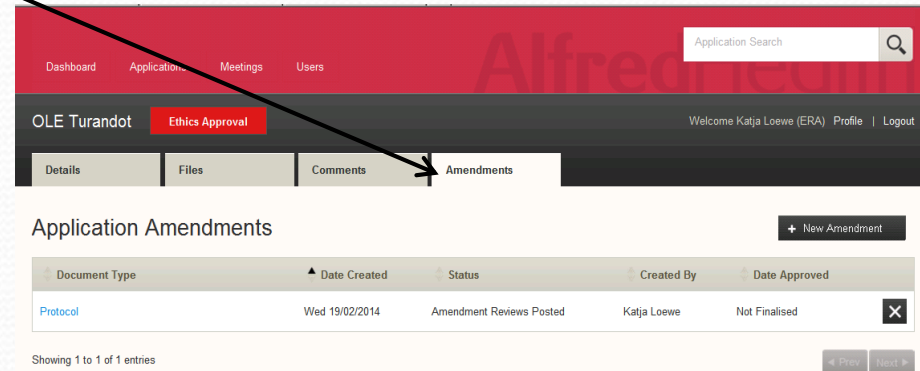 AlfredHealth
Application Search
Dashboard Applications Meetings Users
OLE Turandot Ethics Approval Welcome Katja Loewe (ERA) Profile | Logout
Details Files Comments Amendments
Application Amendments + New Amendment
Document Type Date Created Status Created By Date Approved
Protocol Wed 19/02/2014 Amendment Reviews Posted Katja Loewe Not Finalised
Showing 1 to 1 of 1 entries Prev Next